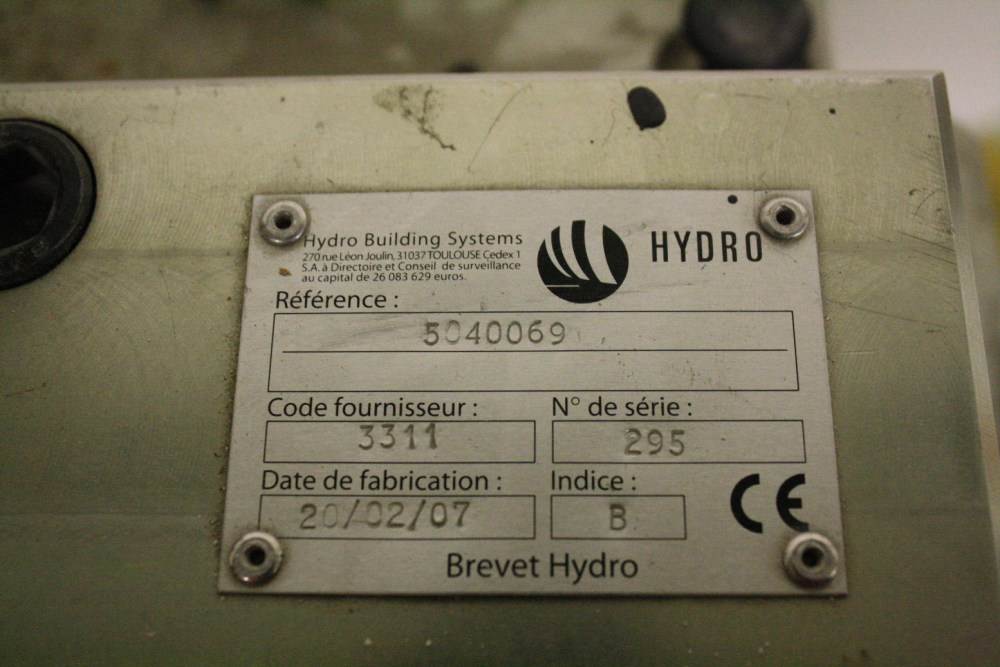 Hydro Building Systems
270 rue Léon Joulin, 31037 TOULOUSE Cedex 1
S.A. à Directoire et Conseil de surveillance
au capital de 26 083 629 euros.
HYDRO
Référence :
5040069
Code fournisseur :
3311
N° de série :
295
Date de fabrication :
20/02/07
Indice :
B
CE
Brevet Hydro